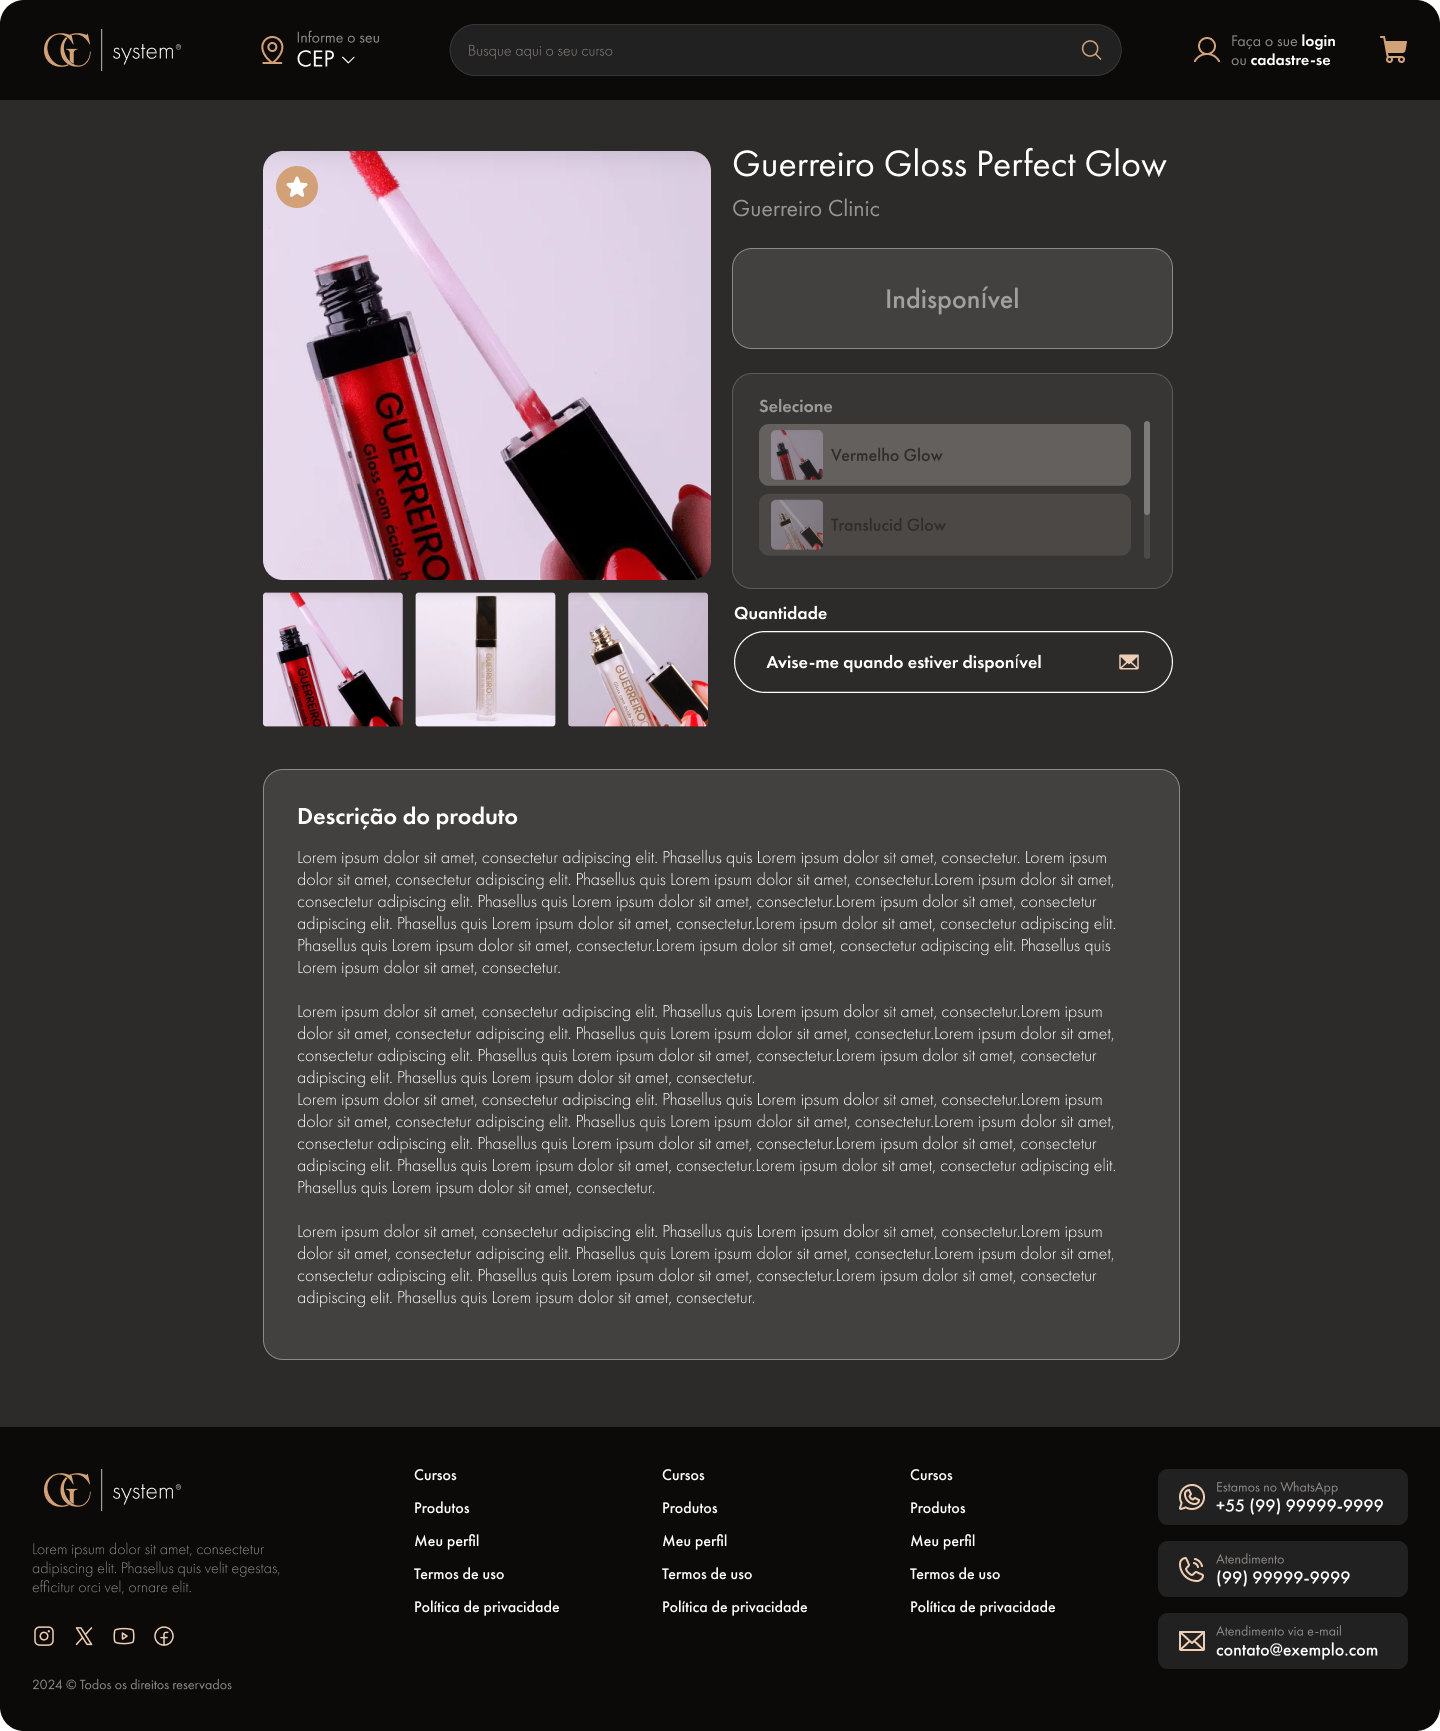 GC system®
Informe o seu
CEP
Busque aqui o seu curso
Faça o sue login
ou cadastre-se
Guerreiro Gloss Perfect Glow
Guerreiro Clinic
GUERREIRO
Gloss com ácido h
Indisponível
Selecione
Vermelho Glow
Translucid Glow
GUERREIRO
GUERREIRO
GUERREIRO
Quantidade
Avise-me quando estiver disponível
Descrição do produto
Lorem ipsum dolor sit amet, consectetur adipiscing elit. Phasellus quis Lorem ipsum dolor sit amet, consectetur. Lorem ipsum
dolor sit amet, consectetur adipiscing elit. Phasellus quis Lorem ipsum dolor sit amet, consectetur.Lorem ipsum dolor sit amet,
consectetur adipiscing elit. Phasellus quis Lorem ipsum dolor sit amet, consectetur.Lorem ipsum dolor sit amet, consectetur
adipiscing elit. Phasellus quis Lorem ipsum dolor sit amet, consectetur.Lorem ipsum dolor sit amet, consectetur adipiscing elit.
Phasellus quis Lorem ipsum dolor sit amet, consectetur.Lorem ipsum dolor sit amet, consectetur adipiscing elit. Phasellus quis
Lorem ipsum dolor sit amet, consectetur.
Lorem ipsum dolor sit amet, consectetur adipiscing elit. Phasellus quis Lorem ipsum dolor sit amet, consectetur.Lorem ipsum
dolor sit amet, consectetur adipiscing elit. Phasellus quis Lorem ipsum dolor sit amet, consectetur.Lorem ipsum dolor sit amet,
consectetur adipiscing elit. Phasellus quis Lorem ipsum dolor sit amet, consectetur.Lorem ipsum dolor sit amet, consectetur
adipiscing elit. Phasellus quis Lorem ipsum dolor sit amet, consectetur.
Lorem ipsum dolor sit amet, consectetur adipiscing elit. Phasellus quis Lorem ipsum dolor sit amet, consectetur.Lorem ipsum
dolor sit amet, consectetur adipiscing elit. Phasellus quis Lorem ipsum dolor sit amet, consectetur.Lorem ipsum dolor sit amet,
consectetur adipiscing elit. Phasellus quis Lorem ipsum dolor sit amet, consectetur.Lorem ipsum dolor sit amet, consectetur
adipiscing elit. Phasellus quis Lorem ipsum dolor sit amet, consectetur.Lorem ipsum dolor sit amet, consectetur adipiscing elit.
Phasellus quis Lorem ipsum dolor sit amet, consectetur.
Lorem ipsum dolor sit amet, consectetur adipiscing elit. Phasellus quis Lorem ipsum dolor sit amet, consectetur.Lorem ipsum
dolor sit amet, consectetur adipiscing elit. Phasellus quis Lorem ipsum dolor sit amet, consectetur.Lorem ipsum dolor sit amet,
consectetur adipiscing elit. Phasellus quis Lorem ipsum dolor sit amet, consectetur.Lorem ipsum dolor sit amet, consectetur
adipiscing elit. Phasellus quis Lorem ipsum dolor sit amet, consectetur.
GC system®
Lorem ipsum dolor sit amet, consectetur
adipiscing elit. Phasellus quis velit egestas,
efficitur orci vel, ornare elit.
2024 © Todos os direitos reservados
Cursos
Produtos
Meu perfil
Termos de uso
Política de privacidade
Cursos
Produtos
Meu perfil
Termos de uso
Política de privacidade
Cursos
Produtos
Meu perfil
Termos de uso
Política de privacidade
Estamos no WhatsApp
+55 (99) 99999-9999
Atendimento
(99) 99999-9999
Atendimento via e-mail
contato@exemplo.com